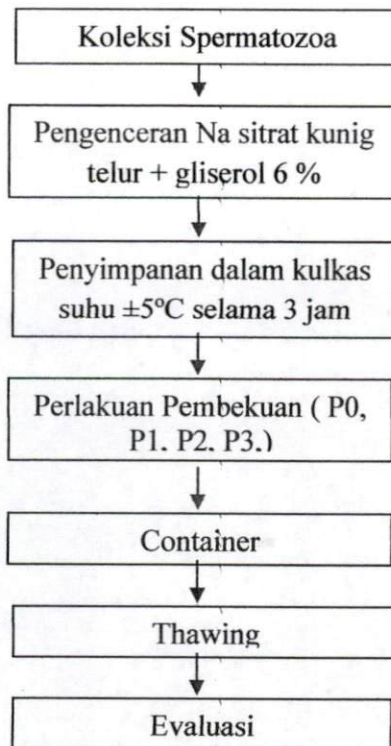 Koleksi Spermatozoa
Pengenceran Na sitrat kunig
telur + gliserol 6 %
Penyimpanan dalam kulkas
suhu ±5ºC selama 3 jam
Perlakuan Pembekuan ( P0,
P1. P2. P3.)
Container
Thawing
Evaluasi